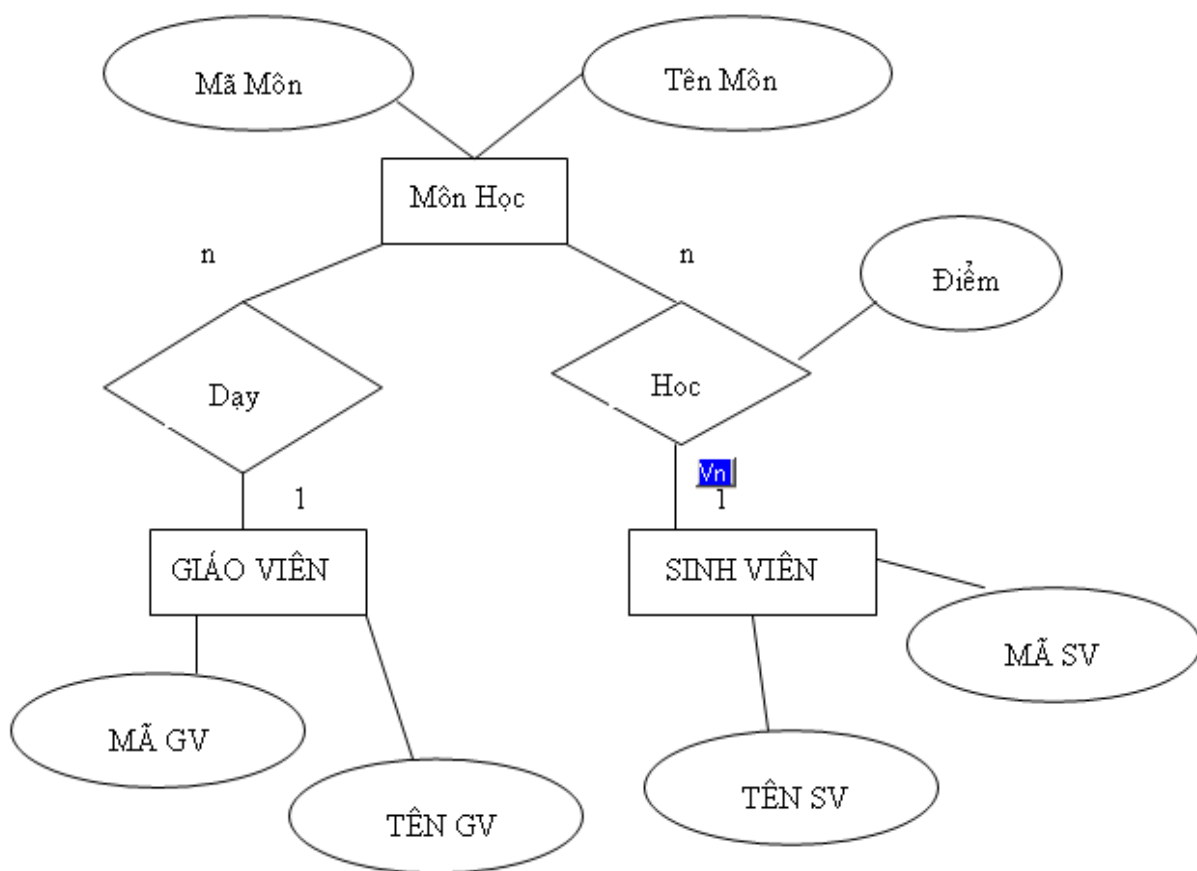 Mã Môn
Tên Môn
Môn Học
n
n
Điểm
Dạy
Hoc
Vn
1
1
GIÁO VIÊN
SINH VIÊN
MÃ SV
MÃ GV
TÊN SV
TÊN GV